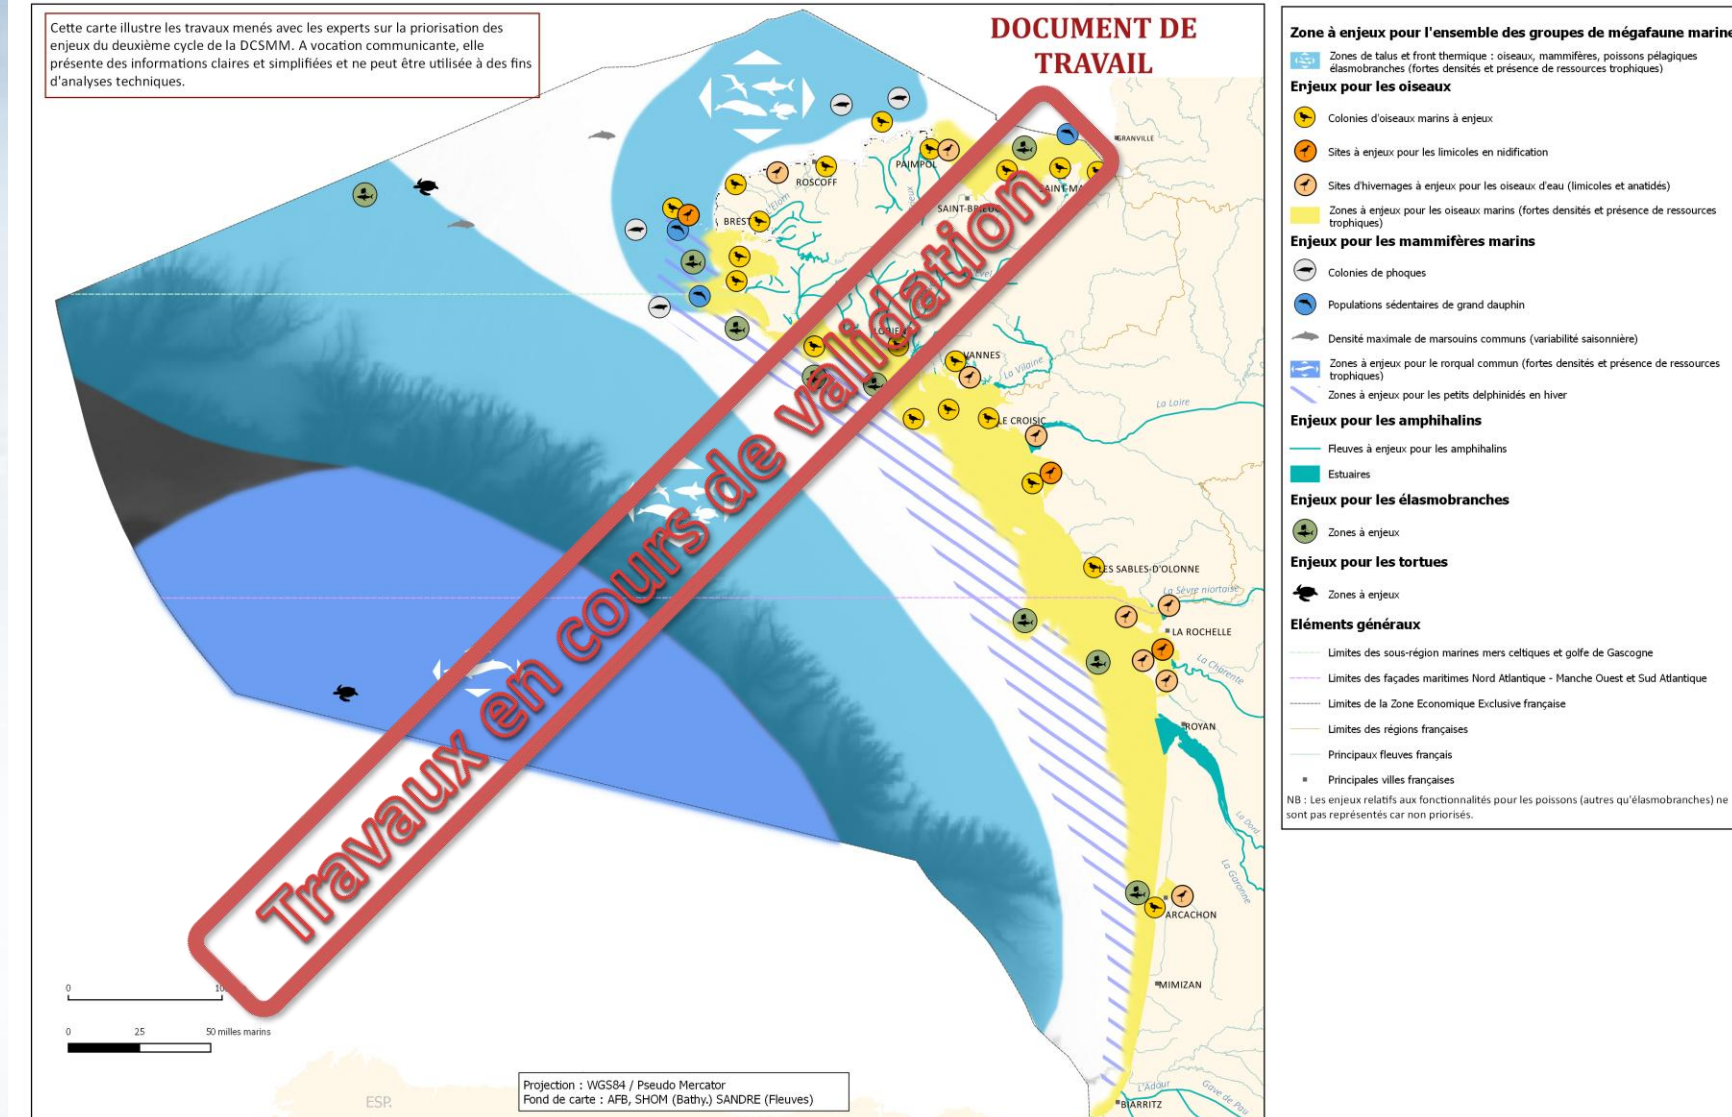 Cette carte illustre les travaux menés avec les experts sur la priorisation des
enjeux du deuxième cycle de la DCSMM. A vocation communicante, elle
présente des informations claires et simplifiées et ne peut être utilisée à des fins
d'analyses techniques.
DOCUMENT DE
TRAVAIL
GRANVILLE
PAIMPOL
ROSCOFF
SAINT-MA
SAINT-BRIEUC
BREST
L'Elorn
LORIENT
VANNES
La Vilaine
La Loire
LE CROISIC
Travaux en cours de validation
LES SABLES-D'OLONNE
La Sèvre niortaise
LA ROCHELLE
La Charente
ROYAN
La Dord
La Garonne
ARCACHON
MIMIZAN
L'Adour
Gave de Pau
BIARRITZ
ESP.
0
10
0 25 50 milles marins
Projection : WGS84 / Pseudo Mercator
Fond de carte : AFB, SHOM (Bathy.) SANDRE (Fleuves)
Zone à enjeux pour l'ensemble des groupes de mégafaune marine
Zones de talus et front thermique : oiseaux, mammifères, poissons pélagiques
élasmobranches (fortes densités et présence de ressources trophiques)
Enjeux pour les oiseaux
Colonies d'oiseaux marins à enjeux
Sites à enjeux pour les limicoles en nidification
Sites d'hivernages à enjeux pour les oiseaux d'eau (limicoles et anatidés)
Zones à enjeux pour les oiseaux marins (fortes densités et présence de ressources
trophiques)
Enjeux pour les mammifères marins
Colonies de phoques
Populations sédentaires de grand dauphin
Densité maximale de marsouins communs (variabilité saisonnière)
Zones à enjeux pour le rorqual commun (fortes densités et présence de ressources
trophiques)
Zones à enjeux pour les petits delphinidés en hiver
Enjeux pour les amphihalins
Fleuves à enjeux pour les amphihalins
Estuaires
Enjeux pour les élasmobranches
Zones à enjeux
Enjeux pour les tortues
Zones à enjeux
Eléments généraux
Limites des sous-région marines mers celtiques et golfe de Gascogne
Limites des façades maritimes Nord Atlantique - Manche Ouest et Sud Atlantique
Limites de la Zone Economique Exclusive française
Limites des régions françaises
Principaux fleuves français
Principales villes françaises
NB : Les enjeux relatifs aux fonctionnalités pour les poissons (autres qu'élasmobranches) ne
sont pas représentés car non priorisés.